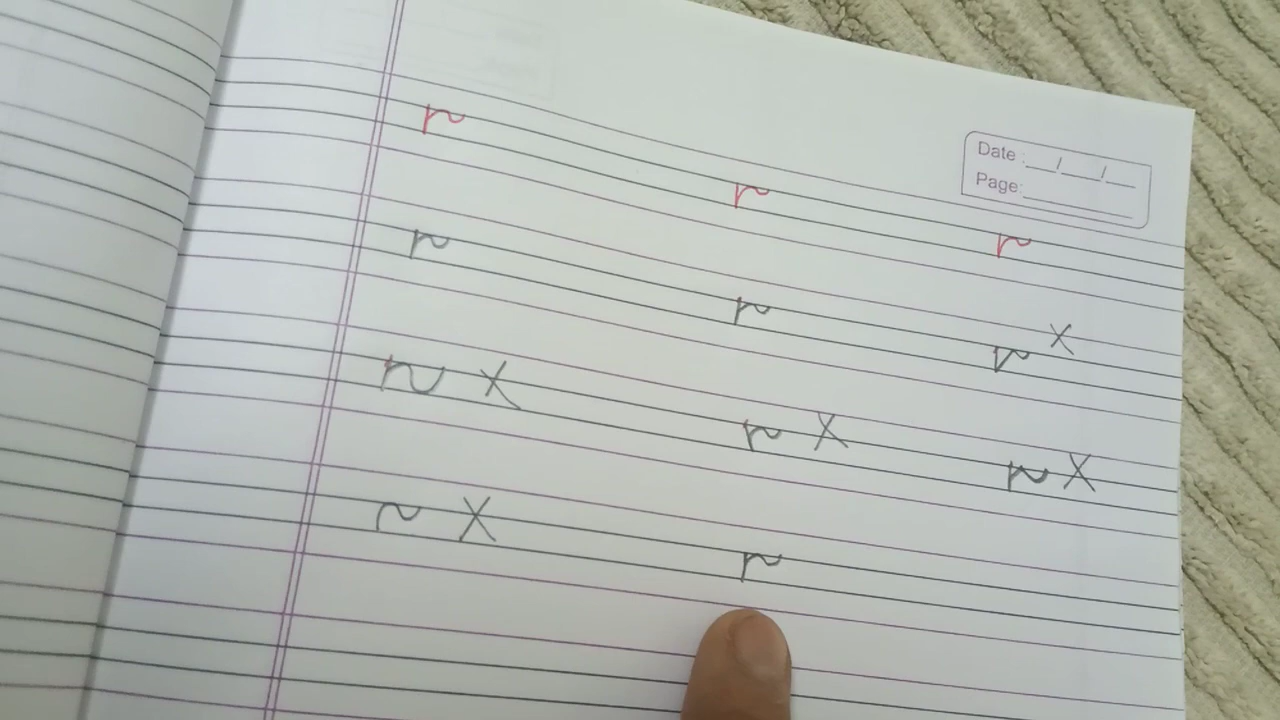 r r r
Date : __/__/__
Page:
r r r X
r X r X r X
r X r